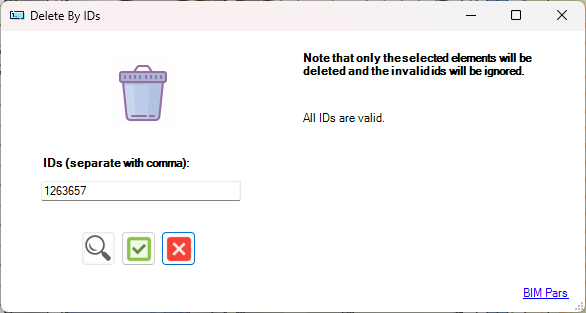 Delete By IDs
Note that only the selected elements will be
deleted and the invalid ids will be ignored.
All IDs are valid.
IDs (separate with comma):
1263657
BIM Pars